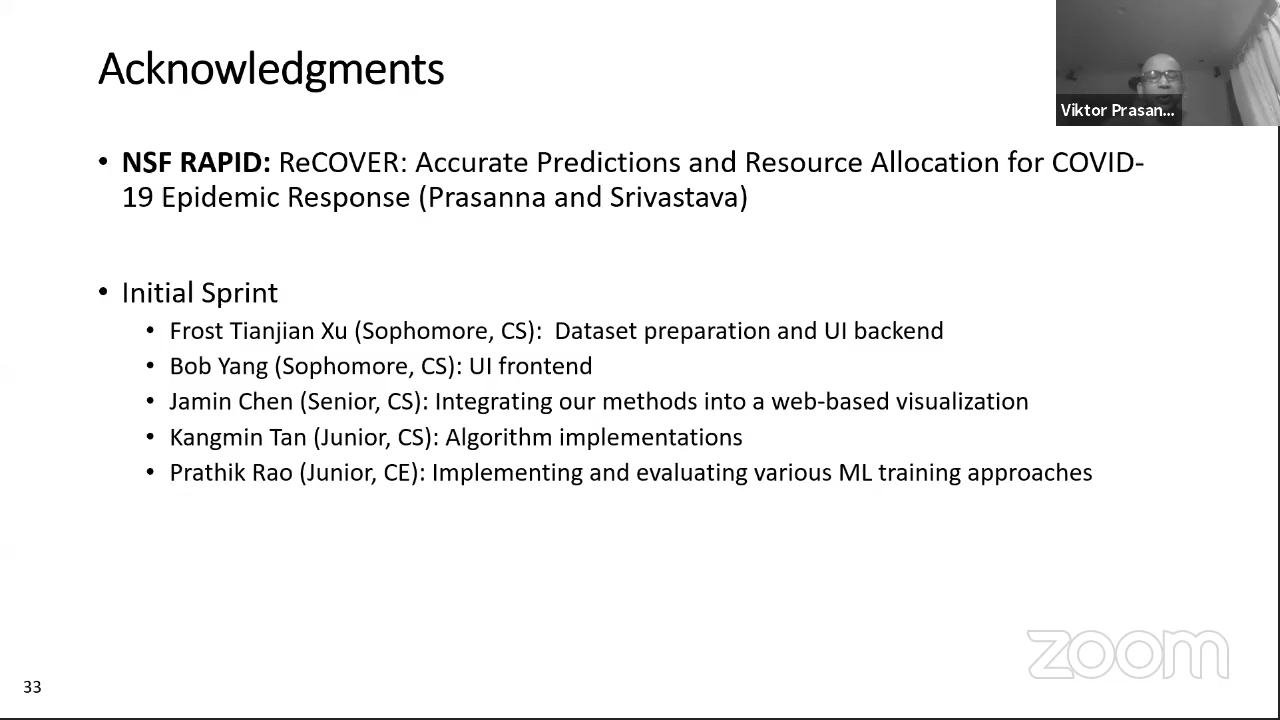 Acknowledgments
Viktor Prasan...
• NSF RAPID: ReCOVER: Accurate Predictions and Resource Allocation for COVID-
19 Epidemic Response (Prasanna and Srivastava)
• Initial Sprint
• Frost Tianjian Xu (Sophomore, CS): Dataset preparation and UI backend
• Bob Yang (Sophomore, CS): UI frontend
• Jamin Chen (Senior, CS): Integrating our methods into a web-based visualization
• Kangmin Tan (Junior, CS): Algorithm implementations
• Prathik Rao (Junior, CE): Implementing and evaluating various ML training approaches
zoom
33